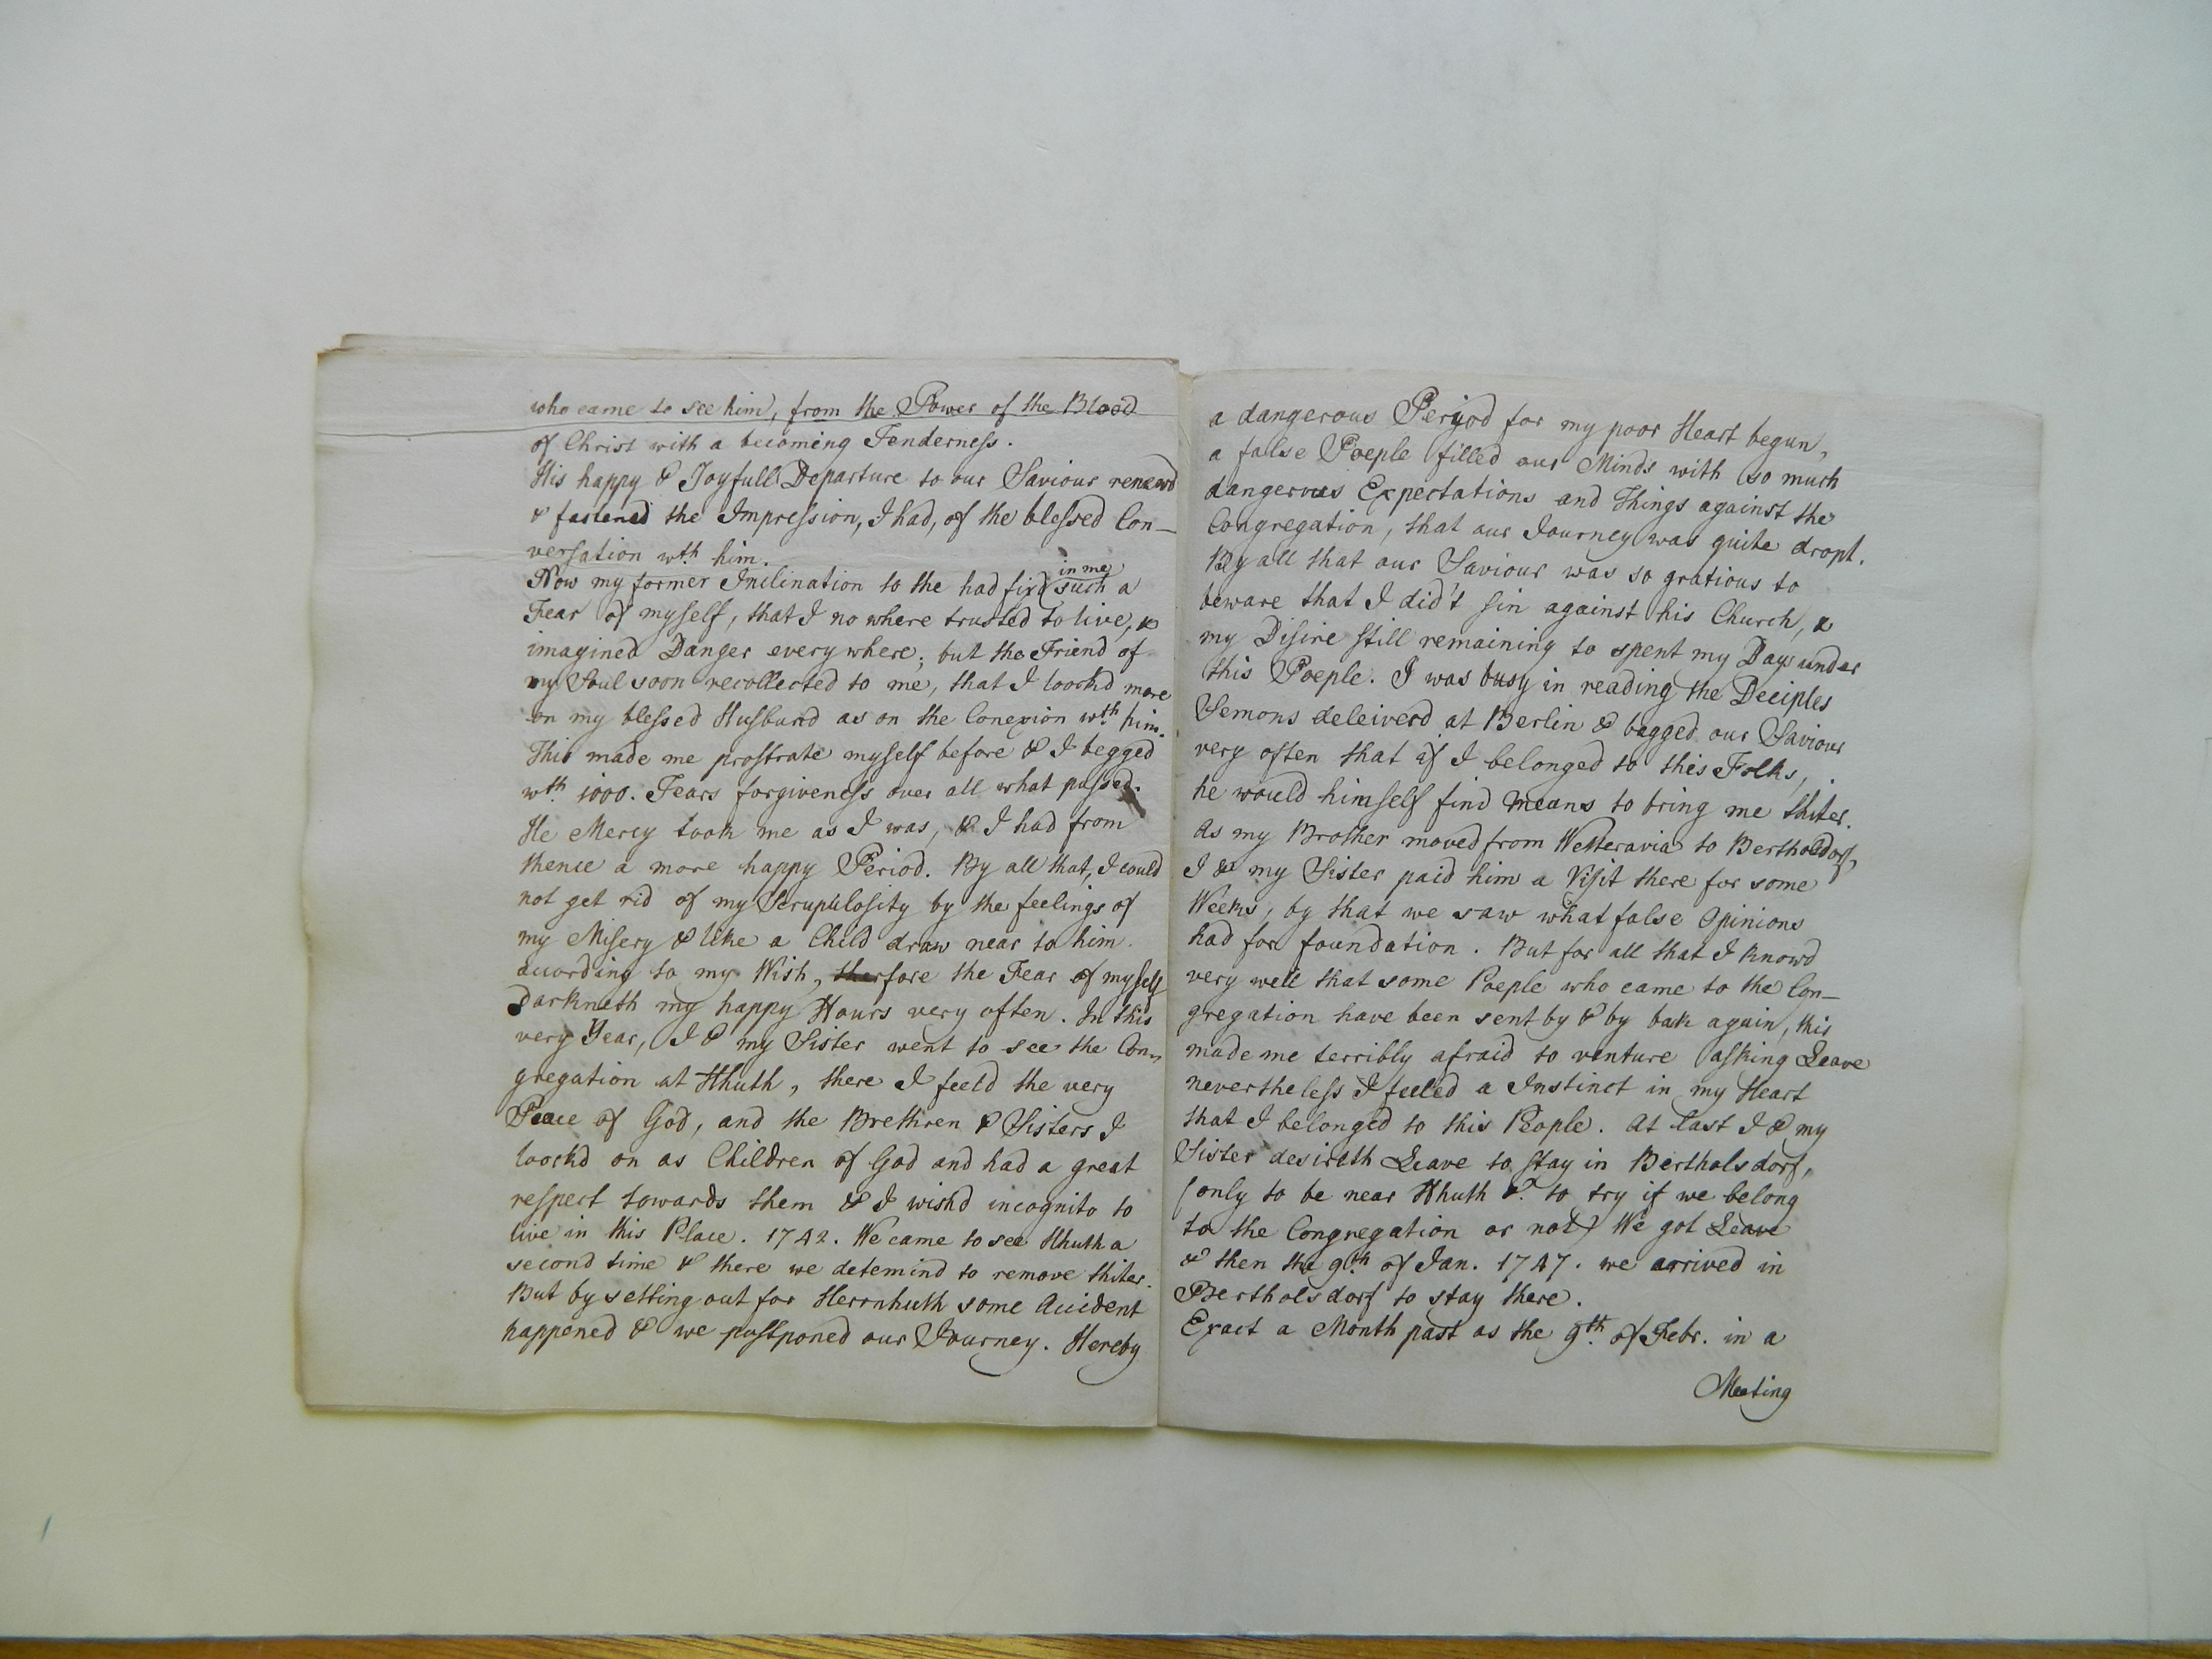 who came to see him, from the Power of the Blood
of Christ with a becoming Tenderness.
His happy & Joyfull Departure to our Saviour renewd
& fastened the Impression, I had, of the blessed Con-
versation wth. him.
Now my former Inclination to the had fixd in me such a
Fear of myself, that I no where trusted to live, &
imagined Danger every where; but the Friend of
my Soul soon recollected to me, that I loockd more
on my blessed Husband as on the Conexion wth. him.
This made me prostrate myself before & I begged
wth. 1000. Tears forgiveness over all what passed.
He Mercy took me as I was, & I had from
thence a more happy Period. By all that, I could
not get rid of my Scrupulosity by the feelings of
my Misery & like a Child draw near to him.
according to my Wish, therfore the Fear of myself
darkneth my happy Hours very often. In this
very Year, I & my Sister went to see the Con-
gregation at Hhuth, there I feeld the very
Peace of God, and the Brethren & Sisters I
loockd on as Children of God and had a great
respect towards them & I wishd incognito to
live in this Place. 1742. We came to see Hhuth a
second time & there we detemind to remove thiter.
But by setting out for Herrnhuth some Accident
happened & we postponed our Journey. Hereby
a dangerous Period for my poor Heart begun,
a false Poeple filled our Minds with so much
dangerous Expectations and Things against the
Congregation, that our Journey was quite dropt.
By all that our Saviour was so gratious to
beware that I did't sin against his Church, &
my Disire still remaining to spent my Days under
this Poeple. I was busy in reading the Deciples
Semons deleiverd at Berlin & begged our Saviour
very often that if I belonged to this Folks,
he would himself find means to bring me thiter.
As my Brother moved from Wetteravia to Bertholdorf,
I & my Sister paid him a Visit there for some
Weeks, by that we saw what false Opinions
had for foundation. But for all that I knowd
very well that some Poeple who came to the Con-
gregation have been sent by & by bak again, this
made me terribly afraid to venture asking Leave
nevertheless I feeled a Instinct in my Heart
that I belonged to this People. At last I & my
Sister desireth Leave to stay in Bertholsdorf,
(only to be near Hhuth & to try if we belong
to the Congregation or not) We got Leave
& then the 9th. of Jan. 1747. we arrived in
Bertholsdorf to stay there.
Exact a Month past as the 9th. of Febr. in a
Meeting